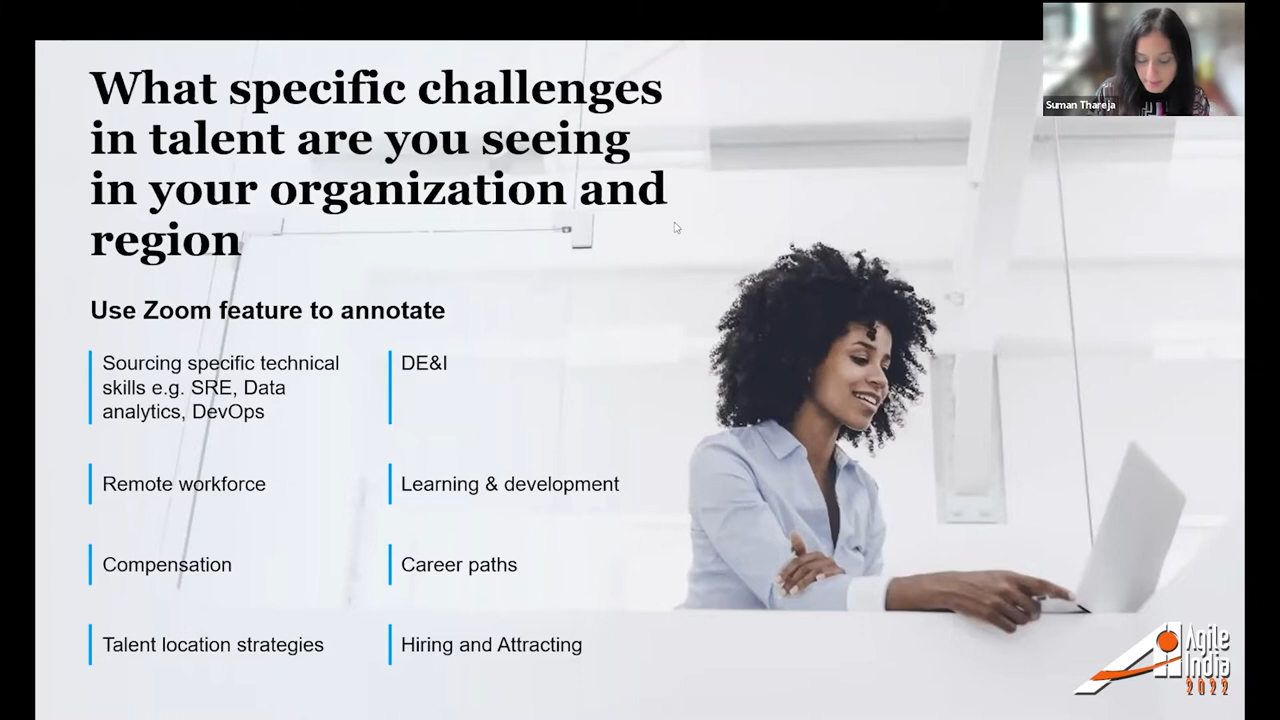 What specific challenges
in talent are you seeing
in your organization and
region
Use Zoom feature to annotate
Sourcing specific technical
skills e.g. SRE, Data
analytics, DevOps
DE&I
Remote workforce
Learning & development
Compensation
Career paths
Talent location strategies
Hiring and Attracting
Suman Thareja
Agile
India
2022